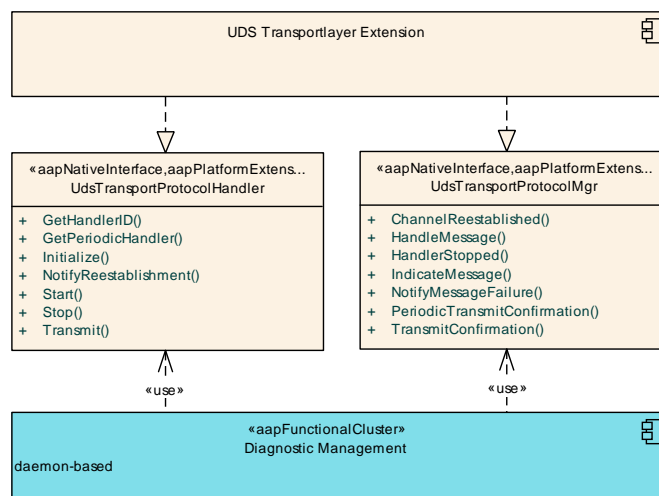 UDS Transportlayer Extension
«aapNativeInterface,aapPlatformExtens...
UdsTransportProtocolHandler
+ GetHandlerID()
+ GetPeriodicHandler()
+ Initialize()
+ NotifyReestablishment()
+ Start()
+ Stop()
+ Transmit()
«aapNativeInterface,aapPlatformExtens...
UdsTransportProtocolMgr
+ ChannelReestablished()
+ HandleMessage()
+ HandlerStopped()
+ IndicateMessage()
+ NotifyMessageFailure()
+ PeriodicTransmitConfirmation()
+ TransmitConfirmation()
«use»
«use»
«aapFunctionalCluster»
Diagnostic Management
daemon-based